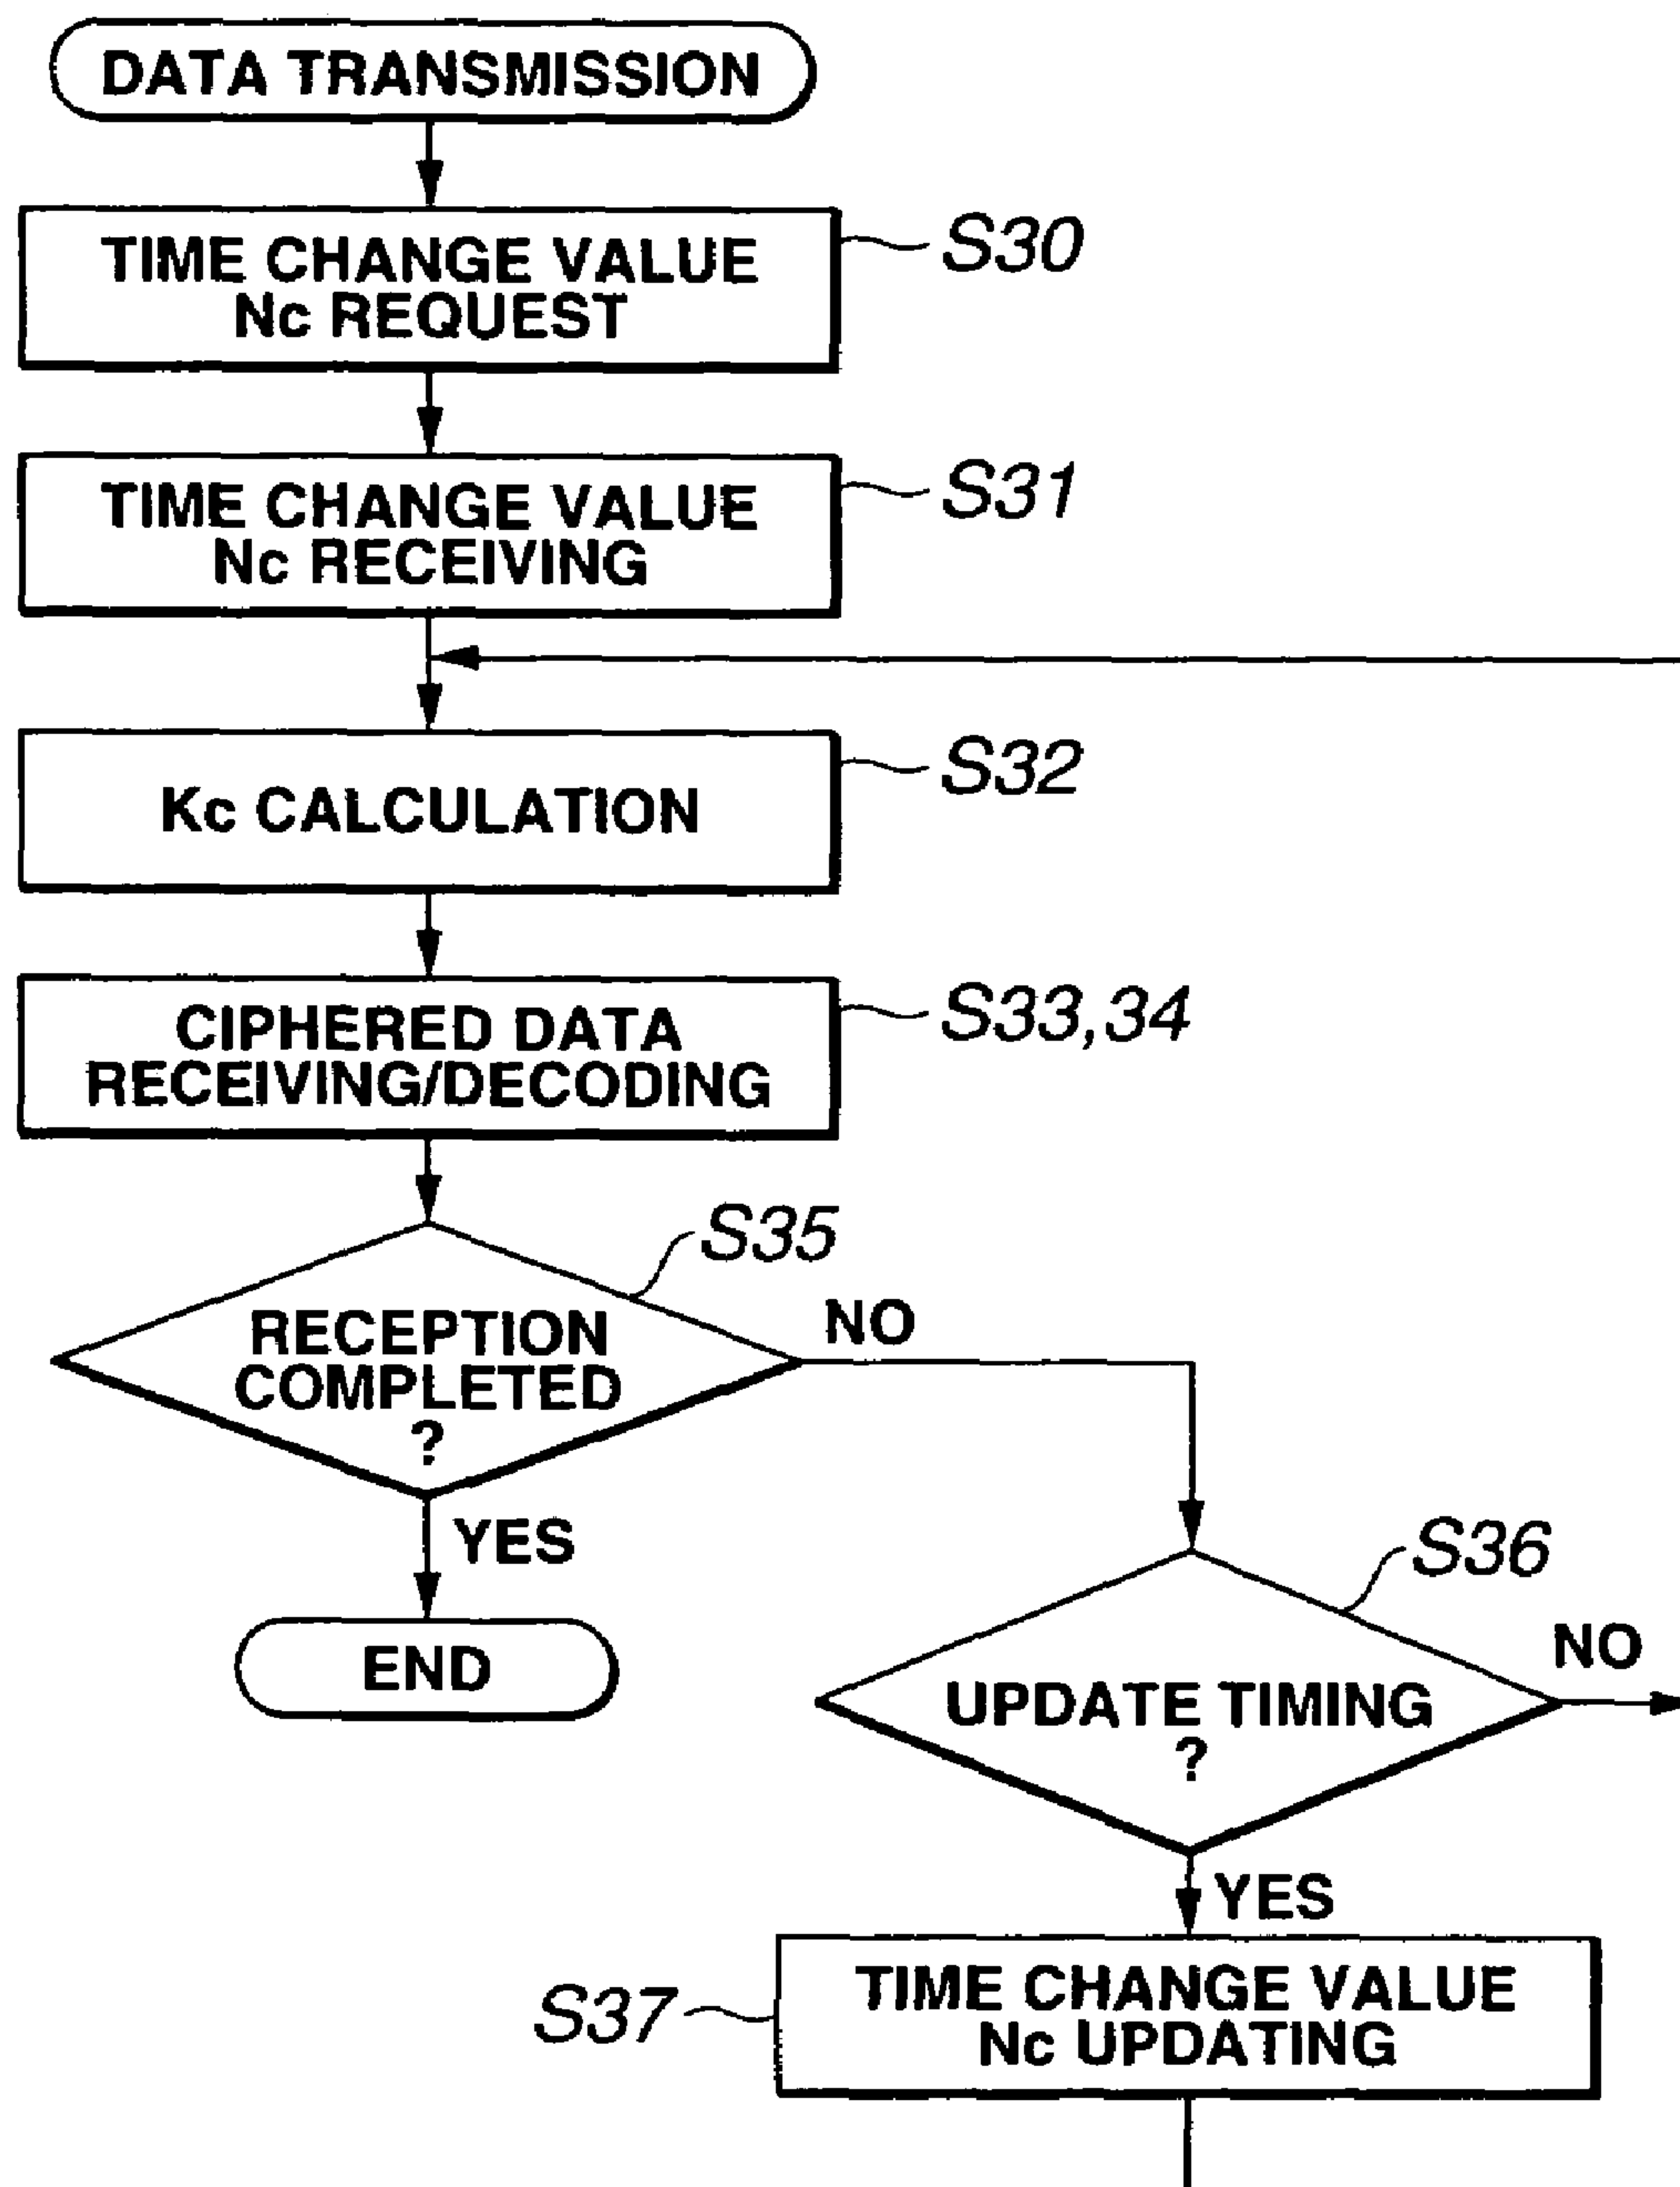 DATA TRANSMISSION
TIME CHANGE VALUE
Nc REQUEST
S30
TIME CHANGE VALUE
Nc RECEIVING
S31
Kc CALCULATION
S32
CIPHERED DATA
RECEIVING/DECODING
S33,34
S35
RECEPTION
COMPLETED
?
NO
YES
END
S36
UPDATE TIMING
?
NO
YES
S37
TIME CHANGE VALUE
Nc UPDATING